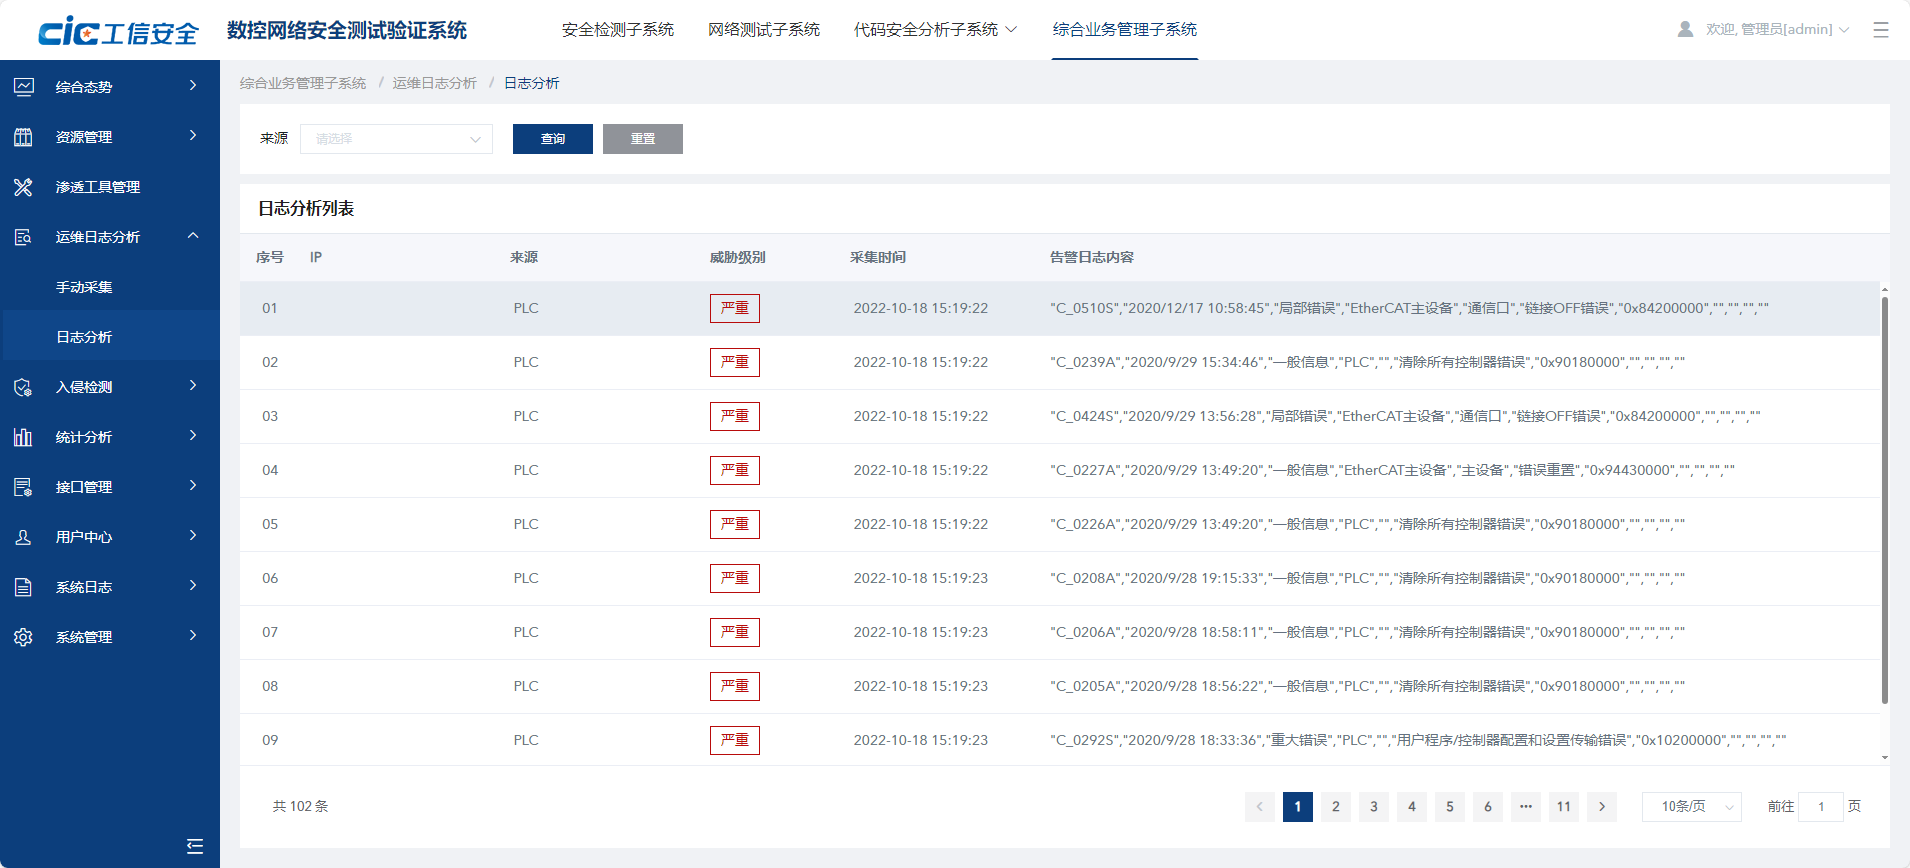 cic工信安全 数控网络安全测试验证系统 安全检测子系统 网络测试子系统 代码安全分析子系统 综合业务管理子系统 欢迎, 管理员[admin]
综合态势
资源管理
渗透工具管理
运维日志分析
手动采集
日志分析
入侵检测
统计分析
接口管理
用户中心
系统日志
系统管理
综合业务管理子系统 / 运维日志分析 / 日志分析
来源 请选择 查询 重置
日志分析列表
序号 IP 来源 威胁级别 采集时间 告警日志内容
01 PLC 严重 2022-10-18 15:19:22 "C_0510S","2020/12/17 10:58:45","局部错误","EtherCAT主设备","通信口","链接OFF错误","0x84200000","","","",""
02 PLC 严重 2022-10-18 15:19:22 "C_0239A","2020/9/29 15:34:46","一般信息","PLC","","清除所有控制器错误","0x90180000","","","",""
03 PLC 严重 2022-10-18 15:19:22 "C_0424S","2020/9/29 13:56:28","局部错误","EtherCAT主设备","通信口","链接OFF错误","0x84200000","","","",""
04 PLC 严重 2022-10-18 15:19:22 "C_0227A","2020/9/29 13:49:20","一般信息","EtherCAT主设备","主设备","错误重置","0x94430000","","","",""
05 PLC 严重 2022-10-18 15:19:22 "C_0226A","2020/9/29 13:49:20","一般信息","PLC","","清除所有控制器错误","0x90180000","","","",""
06 PLC 严重 2022-10-18 15:19:23 "C_0208A","2020/9/28 19:15:33","一般信息","PLC","","清除所有控制器错误","0x90180000","","","",""
07 PLC 严重 2022-10-18 15:19:23 "C_0206A","2020/9/28 18:58:11","一般信息","PLC","","清除所有控制器错误","0x90180000","","","",""
08 PLC 严重 2022-10-18 15:19:23 "C_0205A","2020/9/28 18:56:22","一般信息","PLC","","清除所有控制器错误","0x90180000","","","",""
09 PLC 严重 2022-10-18 15:19:23 "C_0292S","2020/9/28 18:33:36","重大错误","PLC","","用户程序/控制器配置和设置传输错误","0x10200000","","","",""
共 102 条 1 2 3 4 5 6 ··· 11 10条/页 前往 1 页